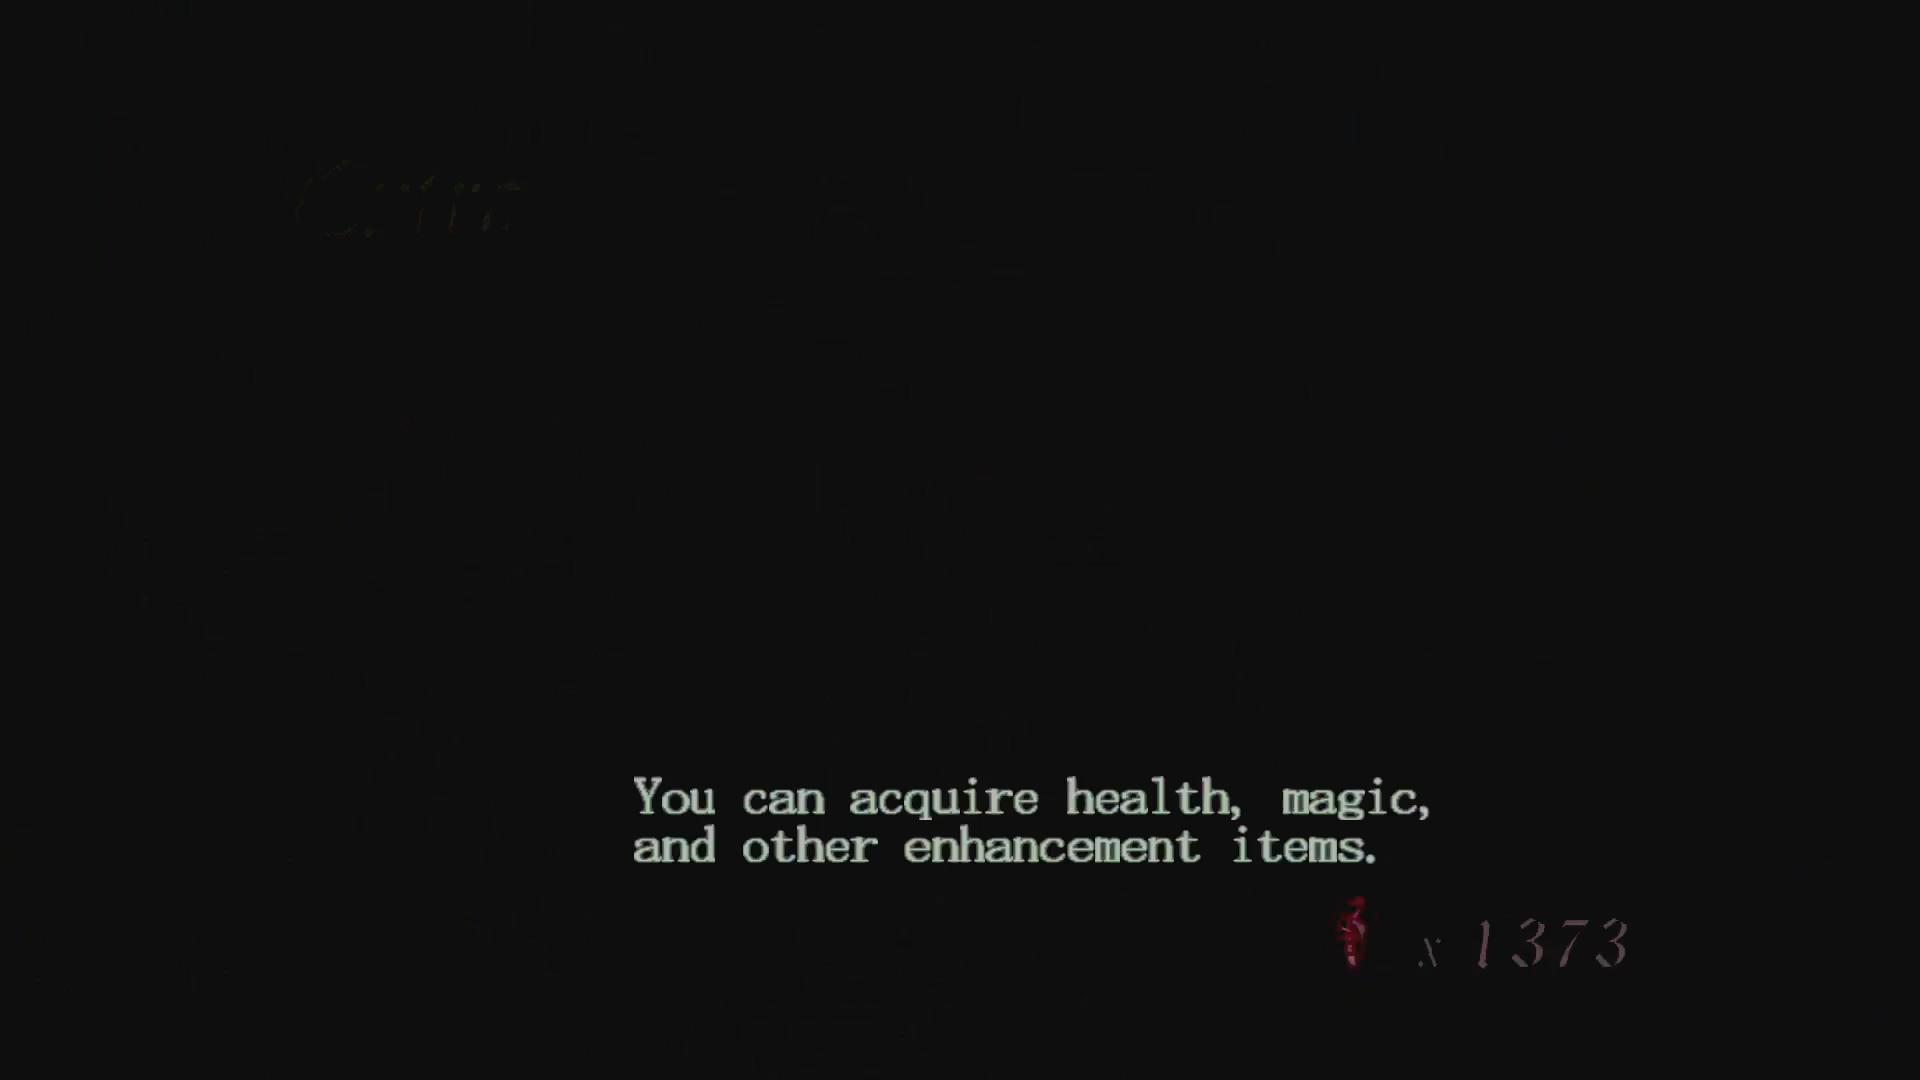 You can acquire health, magic,
and other enhancement items.
x 1373